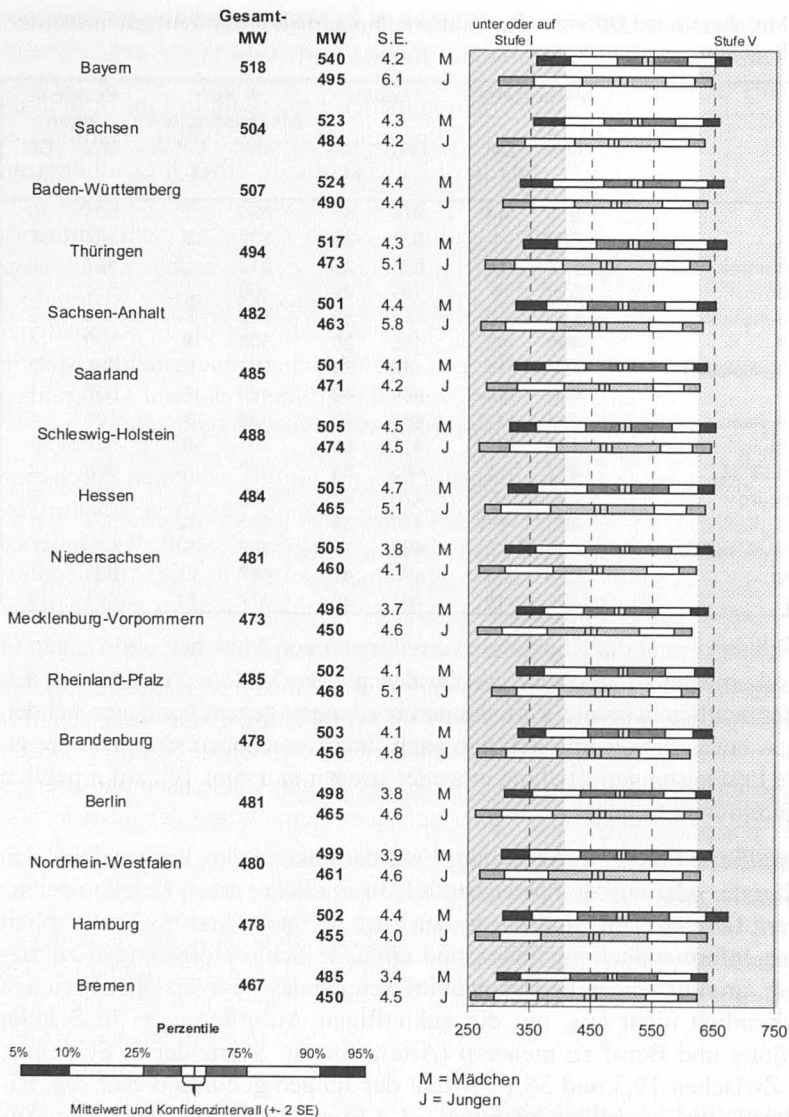 Gesamt-
MW MW S.E.
unter oder auf
Stufe I
Stufe V
Bayern 518 540 4.2 M
495 6.1 J
Sachsen 504 523 4.3 M
484 4.2 J
Baden-Württemberg 507 524 4.4 M
490 4.4 J
Thüringen 494 517 4.3 M
473 5.1 J
Sachsen-Anhalt 482 501 4.4 M
463 5.8 J
Saarland 485 501 4.1 M
471 4.2 J
Schleswig-Holstein 488 505 4.5 M
474 4.5 J
Hessen 484 505 4.7 M
465 5.1 J
Niedersachsen 481 505 3.8 M
460 4.1 J
Mecklenburg-Vorpommern 473 496 3.7 M
450 4.6 J
Rheinland-Pfalz 485 502 4.1 M
468 5.1 J
Brandenburg 478 503 4.1 M
456 4.8 J
Berlin 481 498 3.8 M
465 4.6 J
Nordrhein-Westfalen 480 499 3.9 M
461 4.6 J
Hamburg 478 502 4.4 M
455 4.0 J
Bremen 467 485 3.4 M
450 4.5 J
250 350 450 550 650 750
Perzentile
5% 10% 25% 75% 90% 95%
Mittelwert und Konfidenzintervall (+- 2 SE)
M = Mädchen
J = Jungen